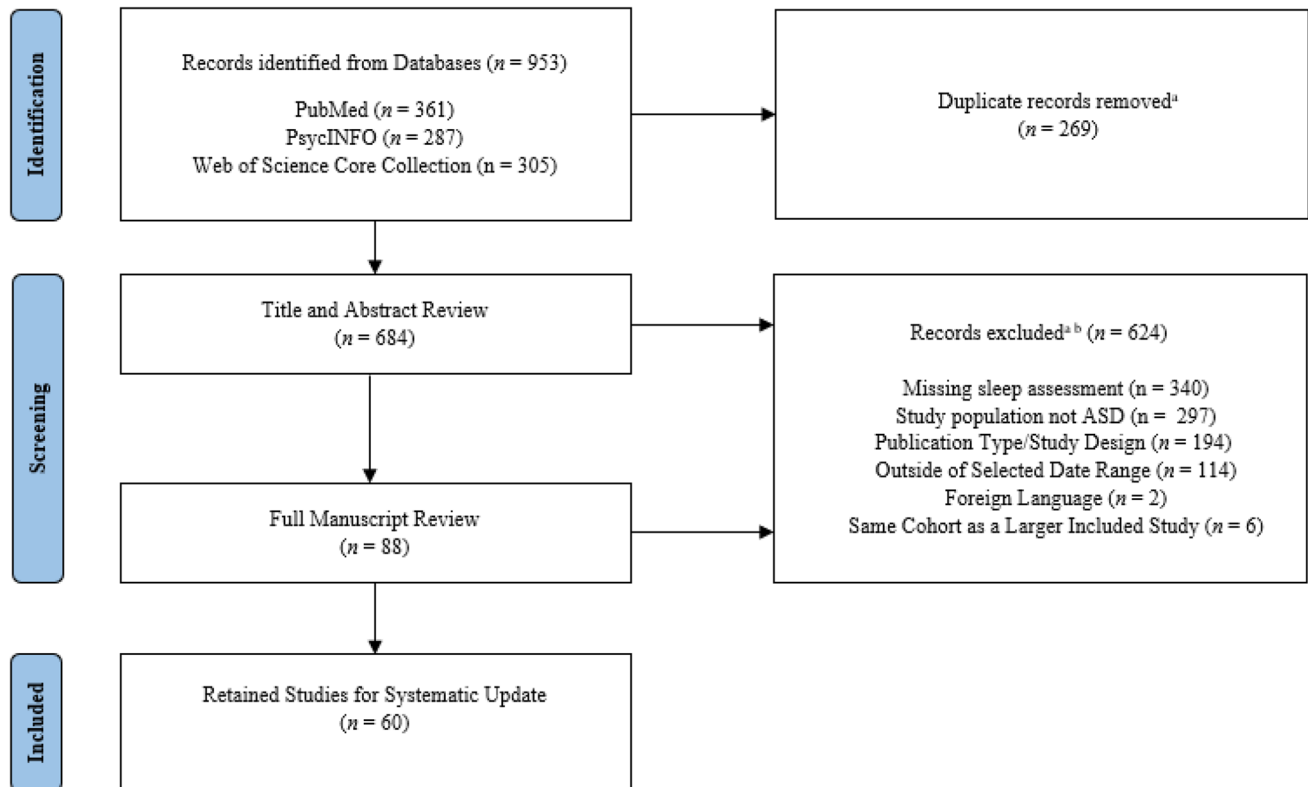 Identification
Records identified from Databases (n = 953)
PubMed (n = 361)
PsycINFO (n = 287)
Web of Science Core Collection (n = 305)
Duplicate records removedᵃ
(n = 269)
Screening
Title and Abstract Review
(n = 684)
Records excludedᵃ ᵇ (n = 624)
Missing sleep assessment (n = 340)
Study population not ASD (n = 297)
Publication Type/Study Design (n = 194)
Outside of Selected Date Range (n = 114)
Foreign Language (n = 2)
Same Cohort as a Larger Included Study (n = 6)
Full Manuscript Review
(n = 88)
Included
Retained Studies for Systematic Update
(n = 60)